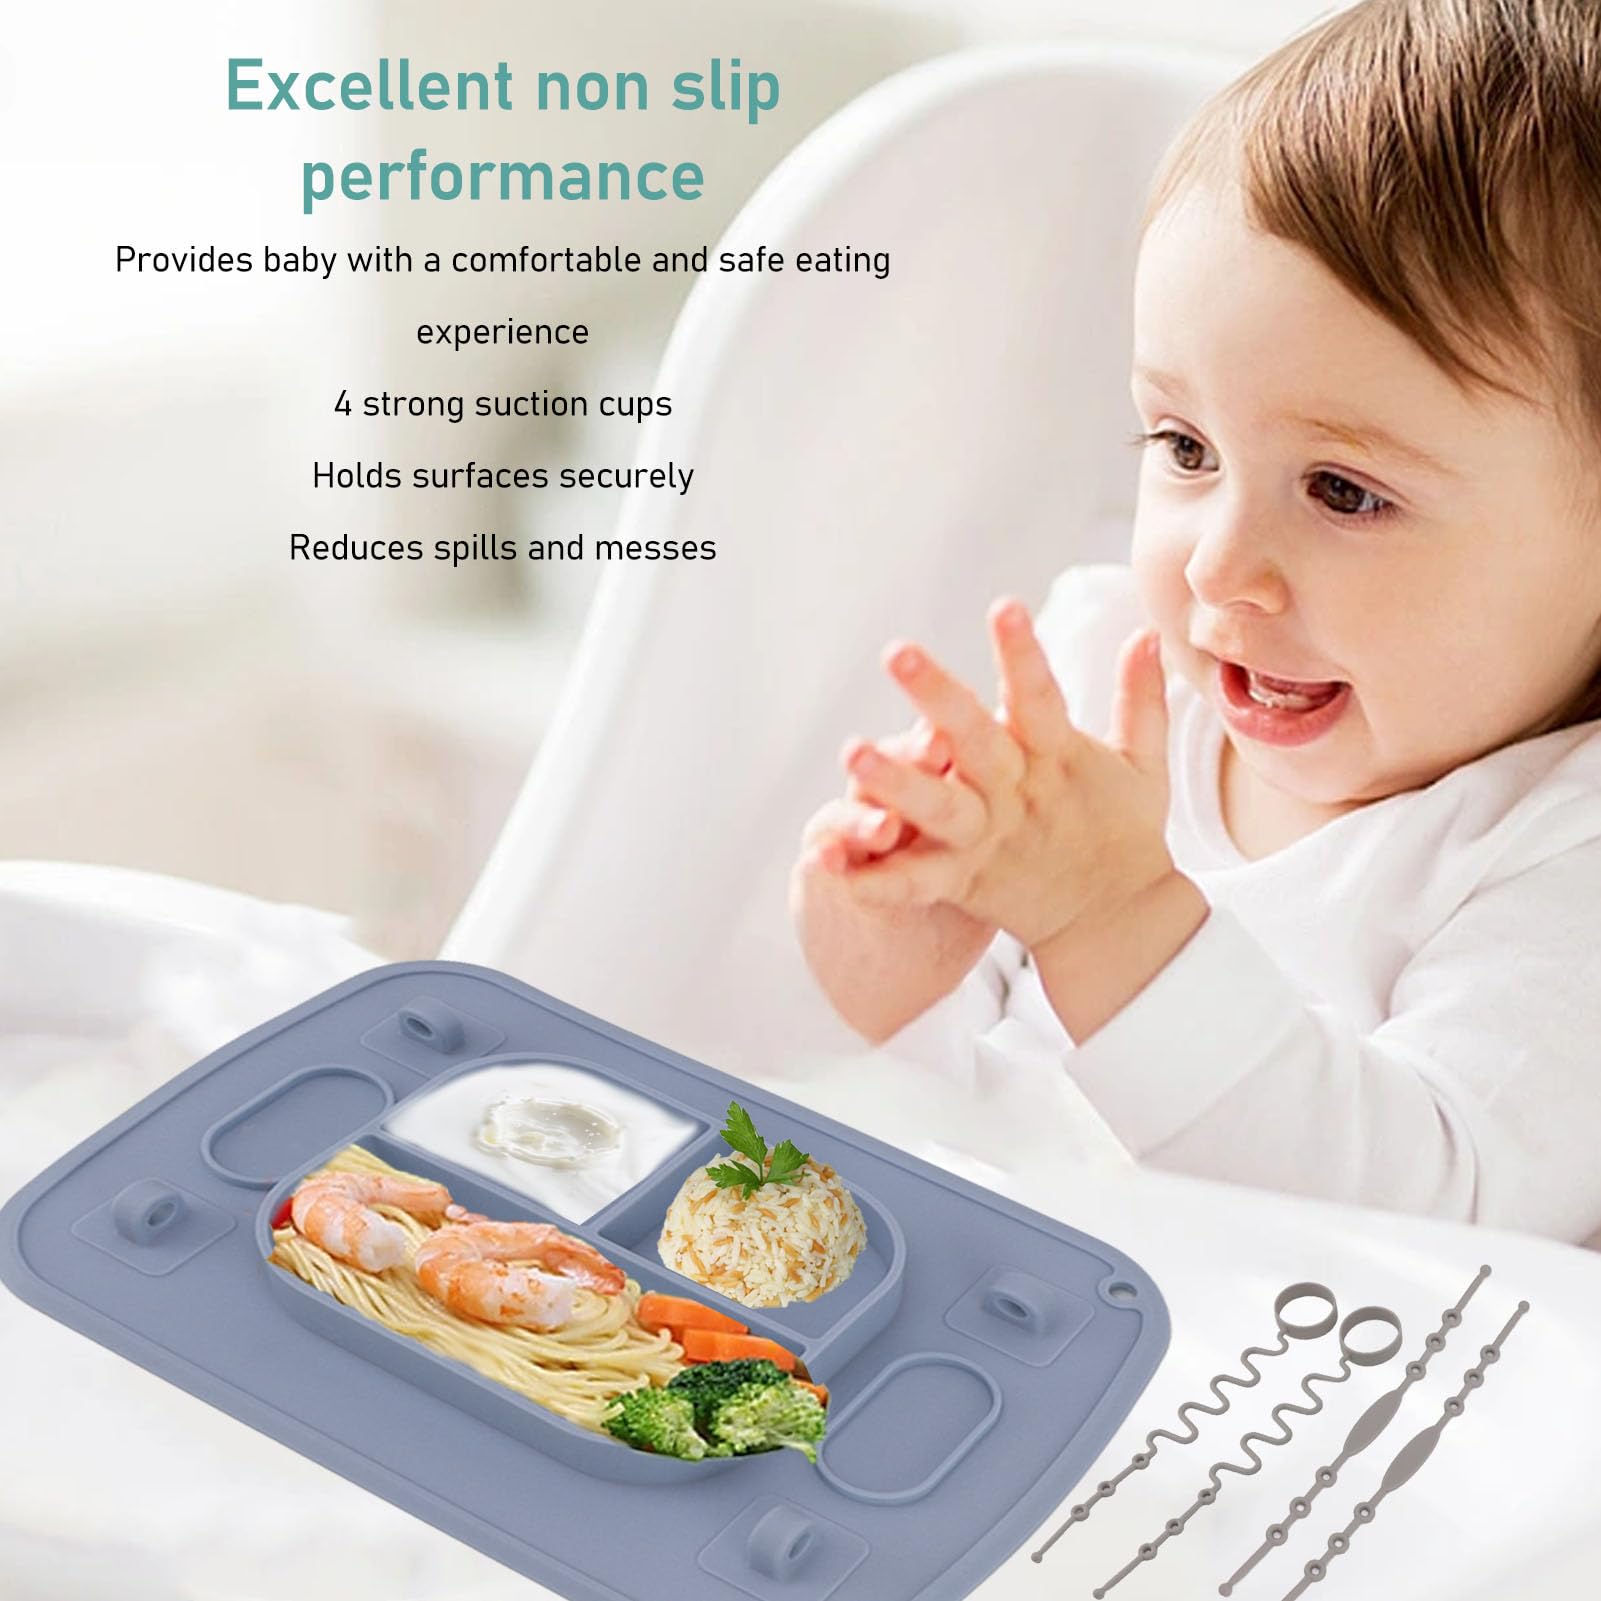 Excellent non slip
performance
Provides baby with a comfortable and safe eating
experience
4 strong suction cups
Holds surfaces securely
Reduces spills and messes